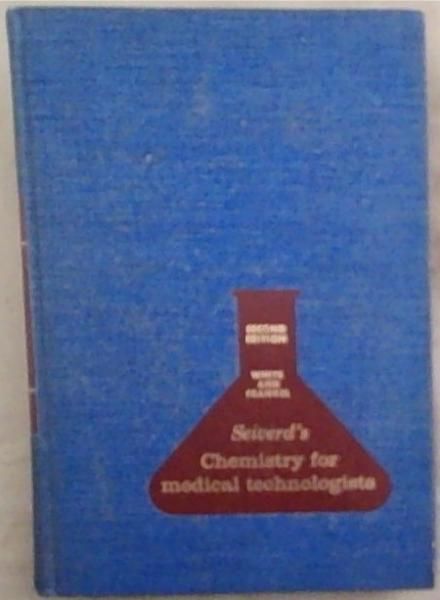 SECOND
EDITION
WHITE
AND
FRANKEL
Seiverd's
Chemistry for
medical technologists